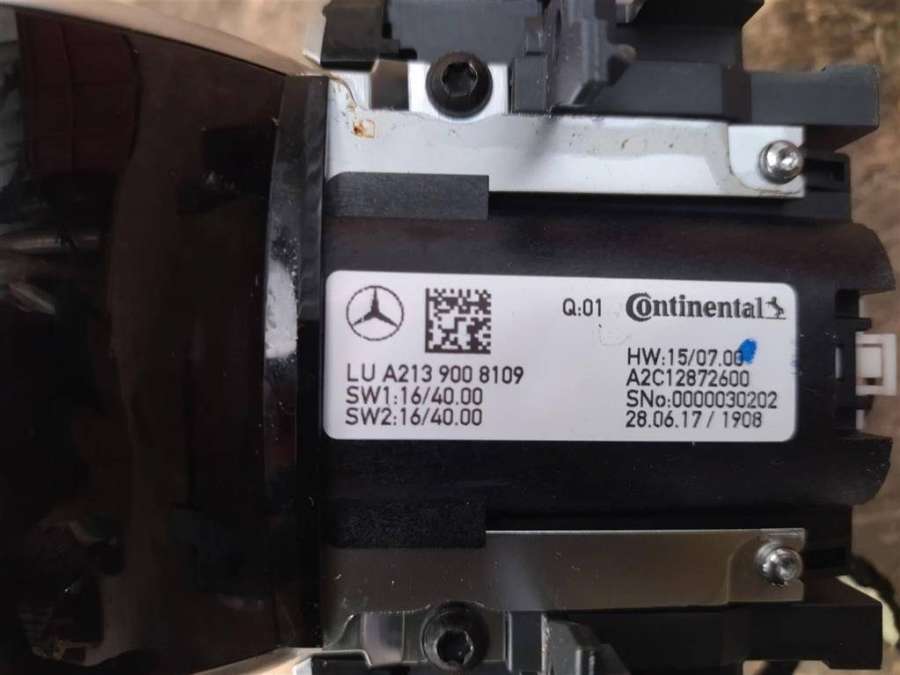 Q:01 Continental
LU A213 900 8109
SW1:16/40.00
SW2:16/40.00
HW:15/07.00
A2C12872600
SNo:0000030202
28.06.17 / 1908